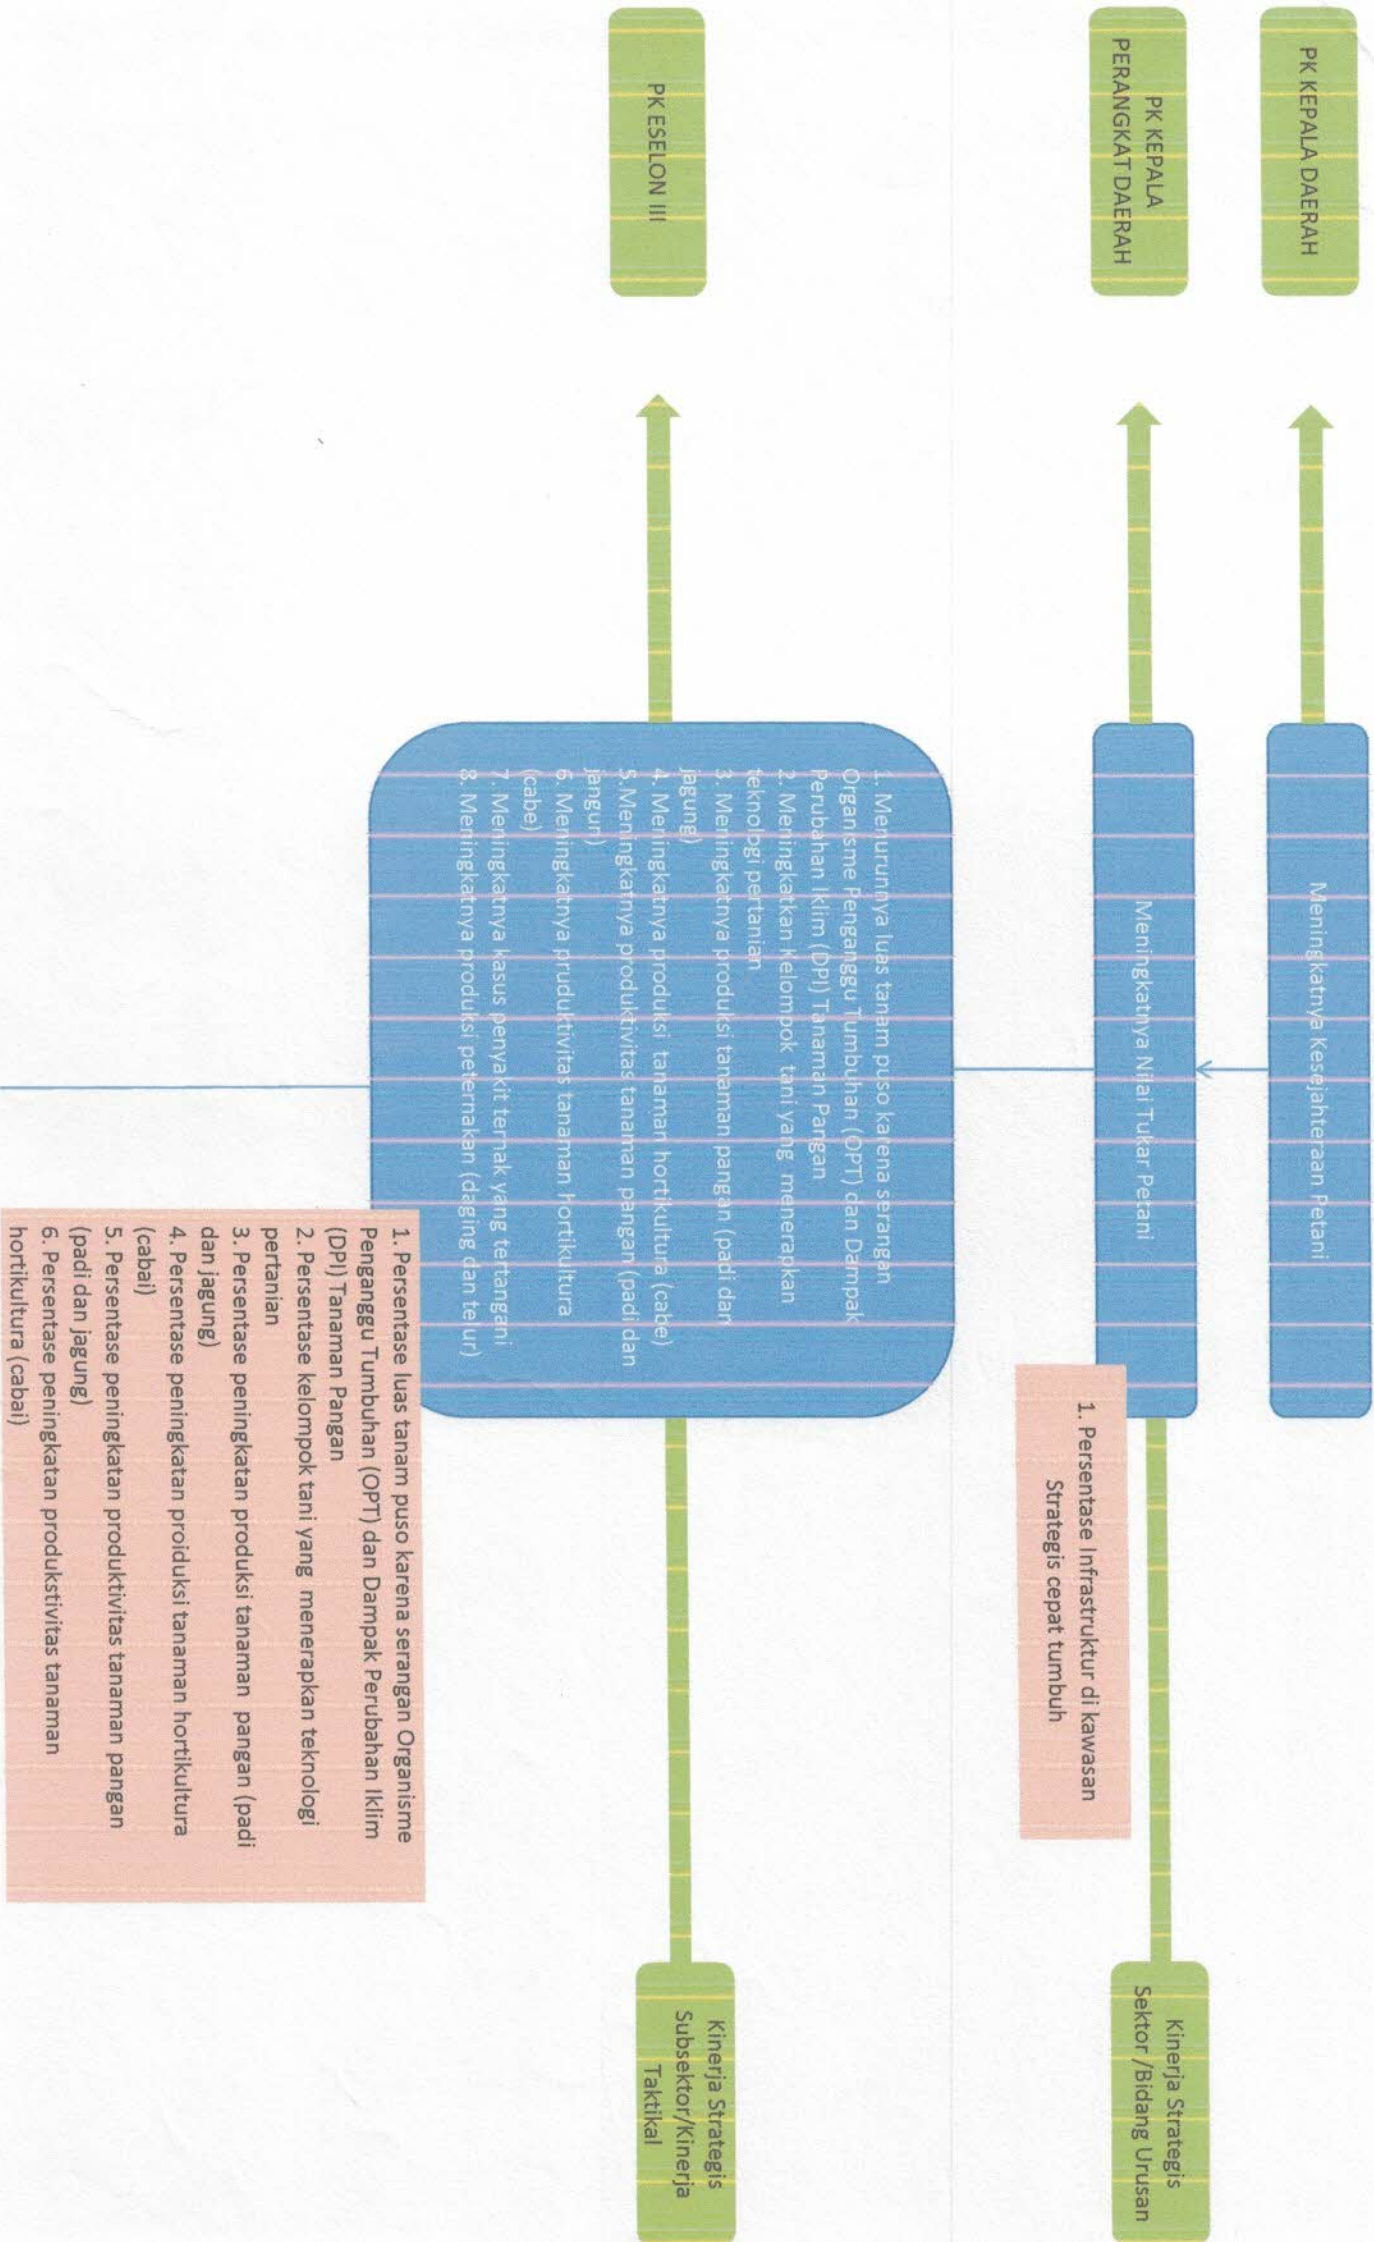 PK KEPALA DAERAH
Meningkatnya Kesejahteraan Petani
PK KEPALA
PERANGKAT DAERAH
Meningkatnya Nilai Tukar Petani
Kinerja Strategis
Sektor /Bidang Urusan
1. Persentase Infrastruktur di kawasan
Strategis cepat tumbuh
PK ESELON III
1. Menurunnya luas tanam puso karena serangan
Organisme Penganggu Tumbuhan (OPT) dan Dampak
Perubahan Iklim (DPI) Tanaman Pangan
2. Meningkatkan Kelompok tani yang menerapkan
teknologi pertanian
3. Meningkatnya produksi tanaman pangan (padi dan
jagung)
4. Meningkatnya produksi tanaman hortikultura (cabe)
5.Meningkatnya produktivitas tanaman pangan (padi dan
jangun)
6. Meningkatnya pruduktivitas tanaman hortikultura
(cabe)
7. Meningkatnya kasus penyakit ternak yang tertangani
8. Meningkatnya produksi peternakan (daging dan telur)
Kinerja Strategis
Subsektor/Kinerja
Taktikal
1. Persentase luas tanam puso karena serangan Organisme
Penganggu Tumbuhan (OPT) dan Dampak Perubahan Iklim
(DPI) Tanaman Pangan
2. Persentase kelompok tani yang menerapkan teknologi
pertanian
3. Persentase peningkatan produksi tanaman pangan (padi
dan jagung)
4. Persentase peningkatan proiduksi tanaman hortikultura
(cabai)
5. Persentase peningkatan produktivitas tanaman pangan
(padi dan jagung)
6. Persentase peningkatan produkstivitas tanaman
hortikultura (cabai)